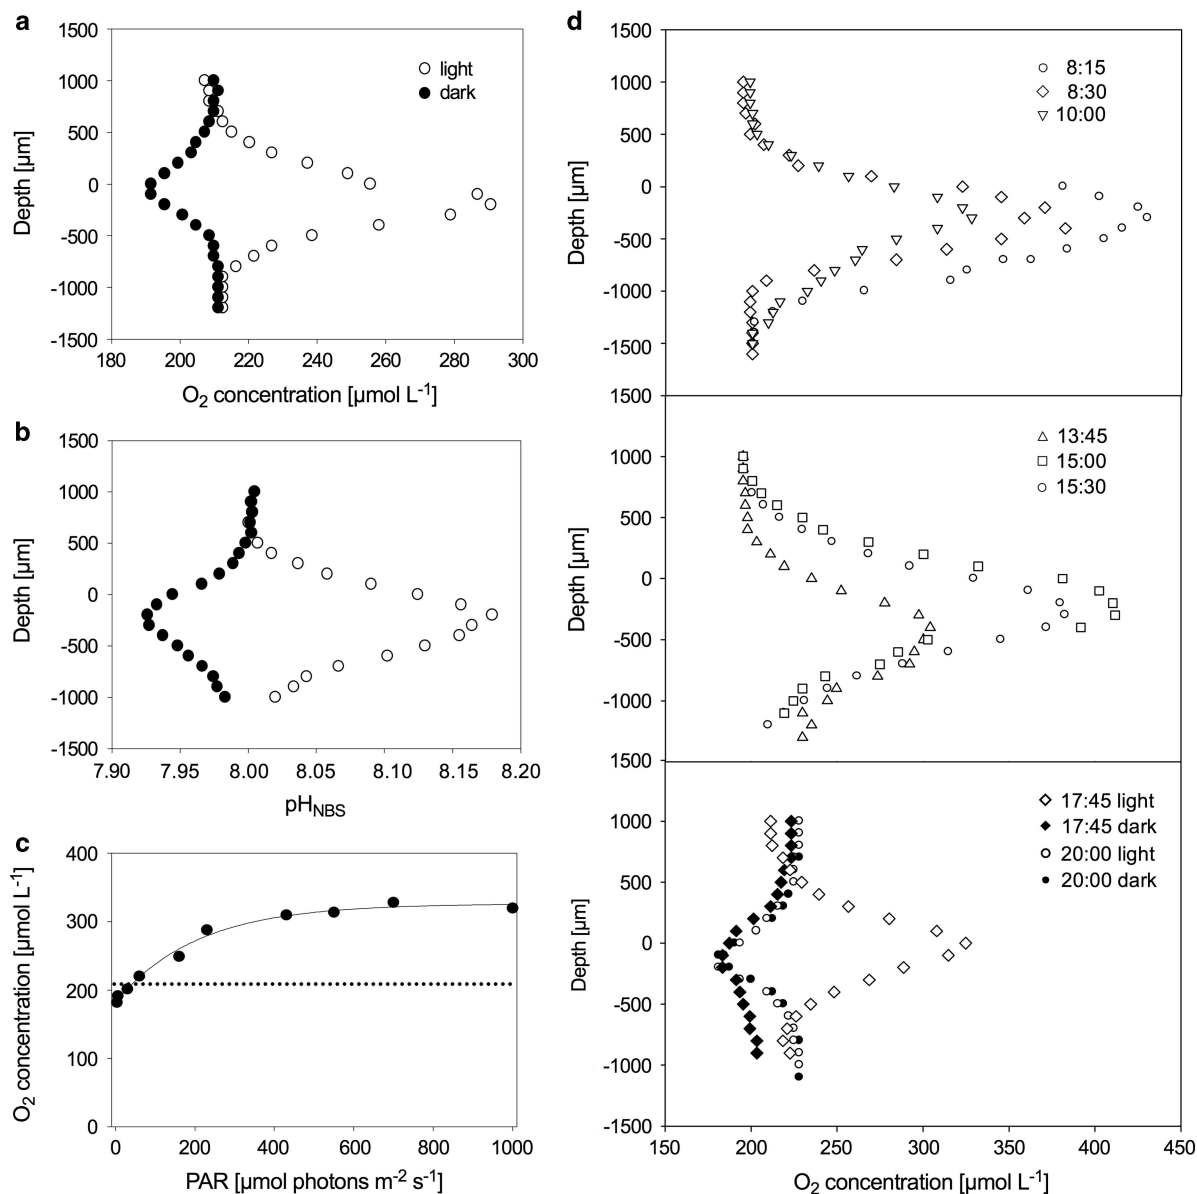 a
1500
1000
500
0
-500
-1000
-1500
Depth [µm]
light
dark
180 200 220 240 260 280 300
O2 concentration [µmol L-1]
b
1500
1000
500
0
-500
-1000
-1500
Depth [µm]
7.90 7.95 8.00 8.05 8.10 8.15 8.20
pHNBS
c
400
300
200
100
0
O2 concentration [µmol L-1]
0 200 400 600 800 1000
PAR [µmol photons m-2 s-1]
d
1500
1000
500
0
-500
-1000
-1500
Depth [µm]
8:15
8:30
10:00
1500
1000
500
0
-500
-1000
1500
Depth [µm]
13:45
15:00
15:30
1000
500
0
-500
-1000
-1500
Depth [µm]
17:45 light
17:45 dark
20:00 light
20:00 dark
150 200 250 300 350 400 450
O2 concentration [µmol L-1]